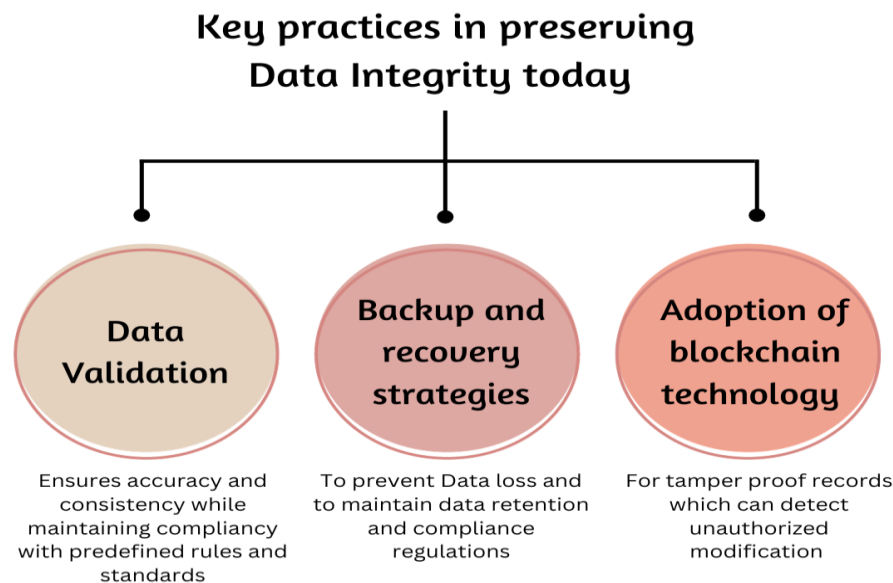 Key practices in preserving
Data Integrity today
Data
Validation
Ensures accuracy and
consistency while
maintaining compliancy
with predefined rules and
standards
Backup and
recovery
strategies
To prevent Data loss and
to maintain data retention
and compliance
regulations
Adoption of
blockchain
technology
For tamper proof records
which can detect
unauthorized
modification